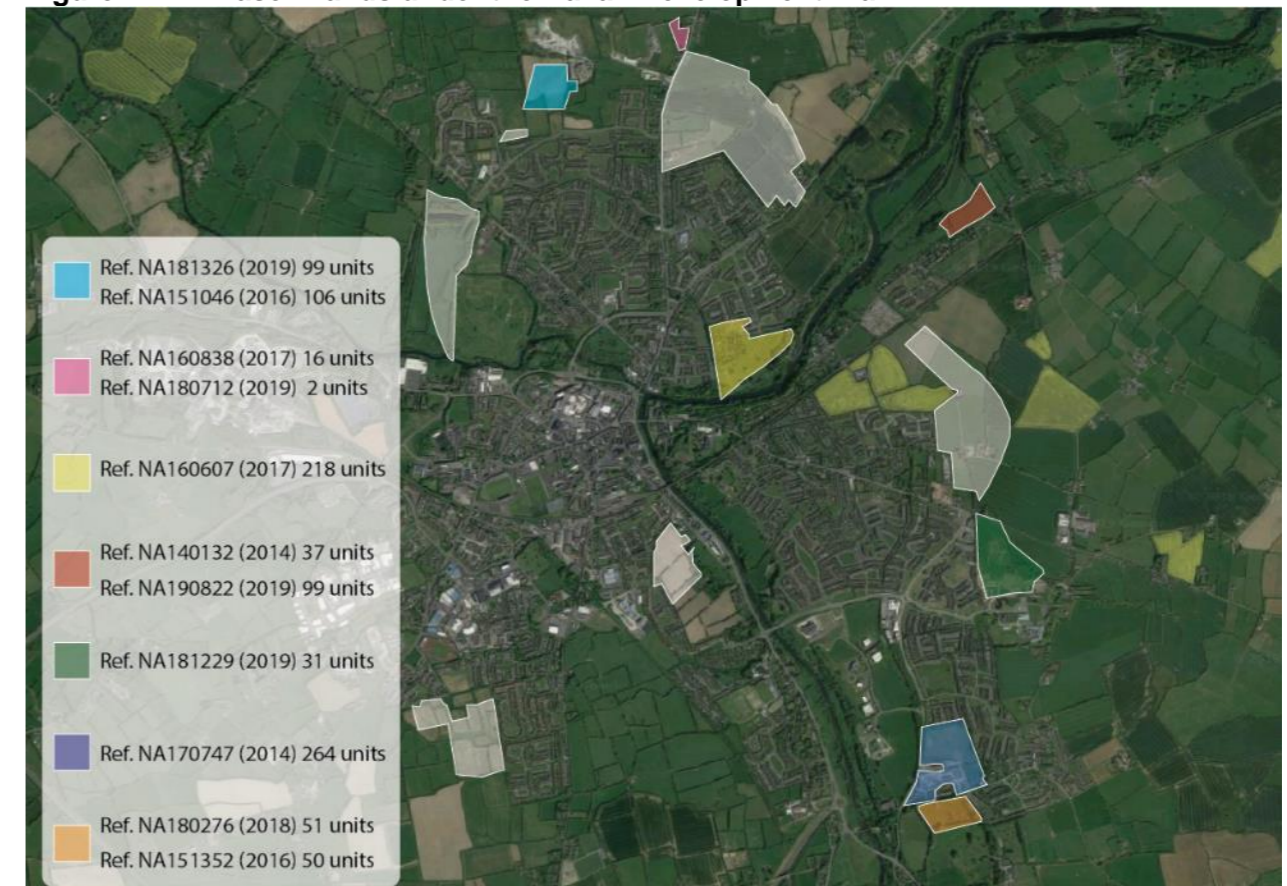 Ref. NA181326 (2019) 99 units
Ref. NA151046 (2016) 106 units
Ref. NA160838 (2017) 16 units
Ref. NA180712 (2019) 2 units
Ref. NA160607 (2017) 218 units
Ref. NA140132 (2014) 37 units
Ref. NA190822 (2019) 99 units
Ref. NA181229 (2019) 31 units
Ref. NA170747 (2014) 264 units
Ref. NA180276 (2018) 51 units
Ref. NA151352 (2016) 50 units